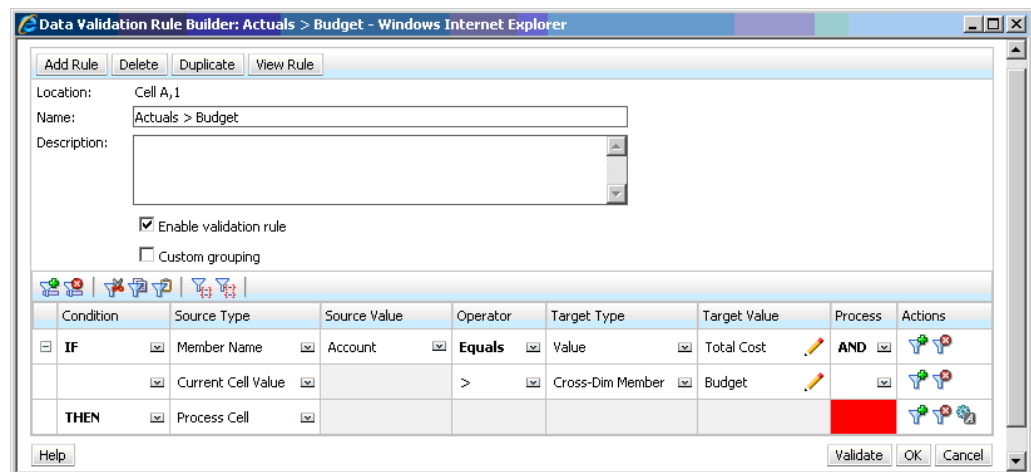 Data Validation Rule Builder: Actuals > Budget - Windows Internet Explorer
Add Rule Delete Duplicate View Rule
Location: Cell A,1
Name: Actuals > Budget
Description:
Enable validation rule
Custom grouping
Condition Source Type Source Value Operator Target Type Target Value Process Actions
IF Member Name Account Equals Value Total Cost AND
Current Cell Value > Cross-Dim Member Budget
THEN Process Cell
Help Validate OK Cancel